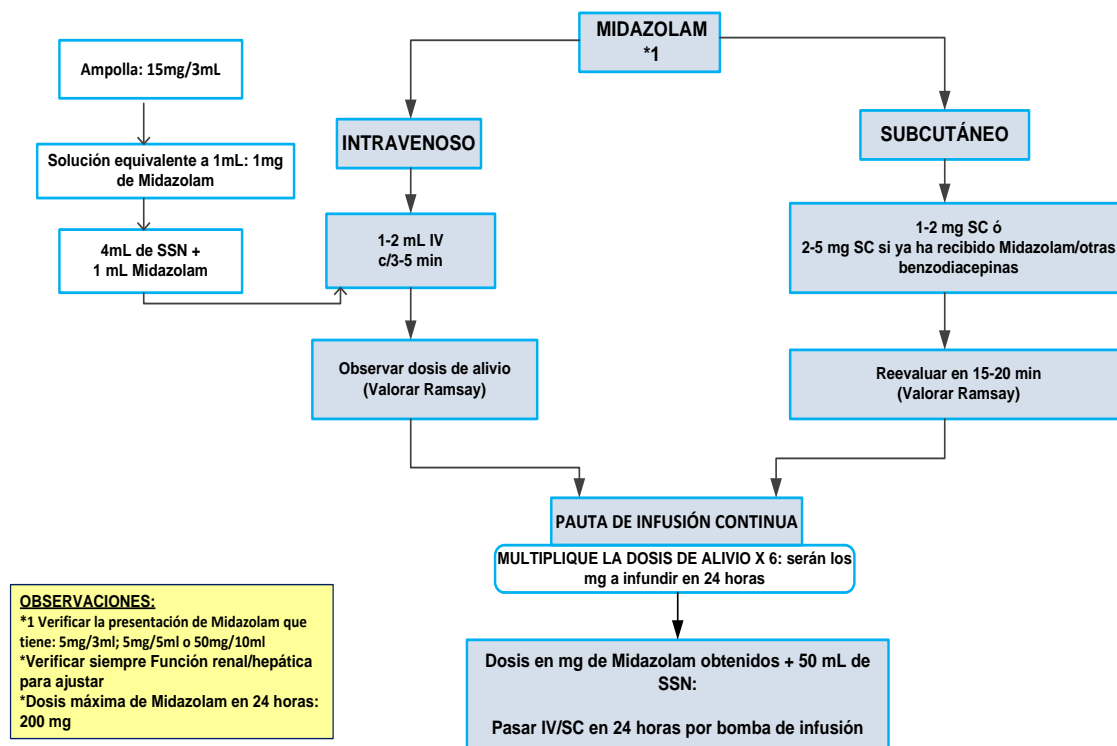 MIDAZOLAM
*1
Ampolla: 15mg/3mL
Solución equivalente a 1mL: 1mg
de Midazolam
4mL de SSN +
1 mL Midazolam
INTRAVENOSO
1-2 mL IV
c/3-5 min
Observar dosis de alivio
(Valorar Ramsay)
SUBCUTÁNEO
1-2 mg SC ó
2-5 mg SC si ya ha recibido Midazolam/otras
benzodiacepinas
Reevaluar en 15-20 min
(Valorar Ramsay)
PAUTA DE INFUSIÓN CONTINUA
MULTIPLIQUE LA DOSIS DE ALIVIO X 6: serán los
mg a infundir en 24 horas
Dosis en mg de Midazolam obtenidos + 50 mL de
SSN:
Pasar IV/SC en 24 horas por bomba de infusión
OBSERVACIONES:
*1 Verificar la presentación de Midazolam que
tiene: 5mg/3ml; 5mg/5ml o 50mg/10ml
*Verificar siempre Función renal/hepática
para ajustar
*Dosis máxima de Midazolam en 24 horas:
200 mg